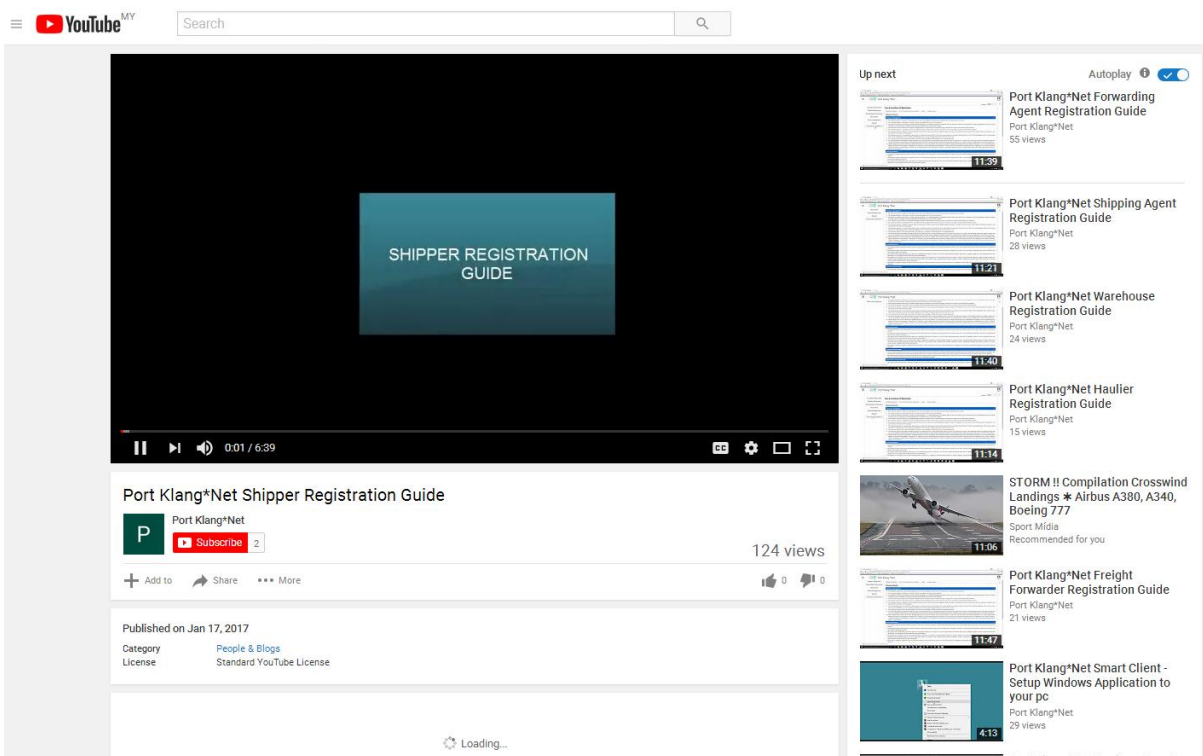 YouTube MY
Search
SHIPPER REGISTRATION
GUIDE
0:01 / 6:39
CC
Port Klang*Net Shipper Registration Guide
P
Port Klang*Net
Subscribe 2
124 views
Add to
Share
More
0
0
Published on Jan 17, 2017
Category People & Blogs
License Standard YouTube License
Loading...
Up next
Autoplay
11:39
Port Klang*Net Forwarding
Agent Registration Guide
Port Klang*Net
55 views
11:21
Port Klang*Net Shipping Agent
Registration Guide
Port Klang*Net
28 views
11:40
Port Klang*Net Warehouse
Registration Guide
Port Klang*Net
24 views
11:14
Port Klang*Net Haulier
Registration Guide
Port Klang*Net
15 views
11:06
STORM !! Compilation Crosswind
Landings ✱ Airbus A380, A340,
Boeing 777
Sport Mídia
Recommended for you
11:47
Port Klang*Net Freight
Forwarder Registration Guide
Port Klang*Net
21 views
4:13
Port Klang*Net Smart Client -
Setup Windows Application to
your pc
Port Klang*Net
29 views